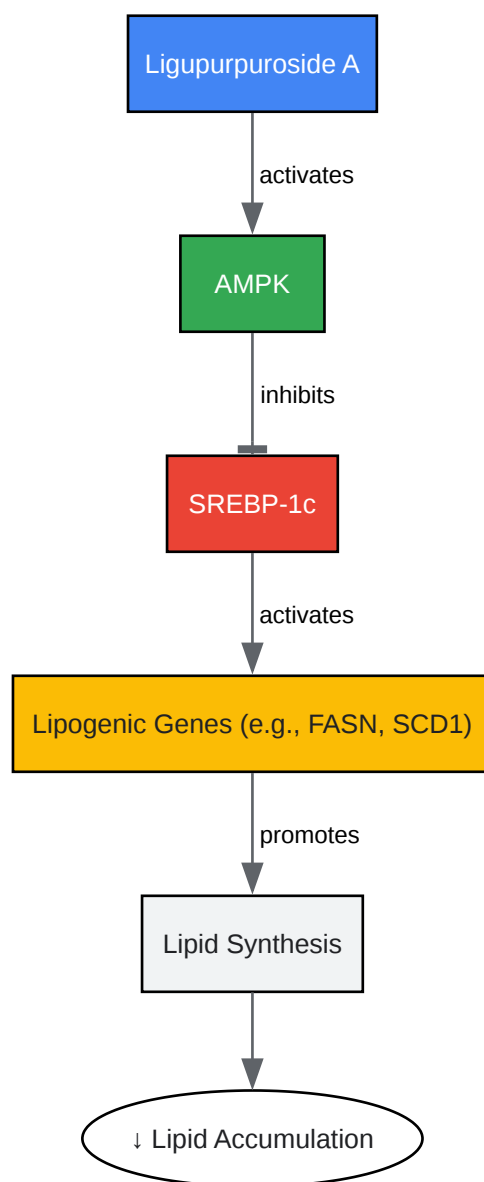 Ligupurpuroside A
activates
AMPK
inhibits
SREBP-1c
activates
Lipogenic Genes (e.g., FASN, SCD1)
promotes
Lipid Synthesis
↓ Lipid Accumulation